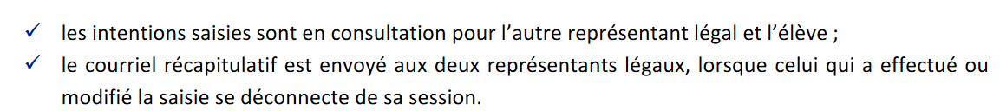 ✓ les intentions saisies sont en consultation pour l’autre représentant légal et l’élève ;
✓ le courriel récapitulatif est envoyé aux deux représentants légaux, lorsque celui qui a effectué ou
modifié la saisie se déconnecte de sa session.